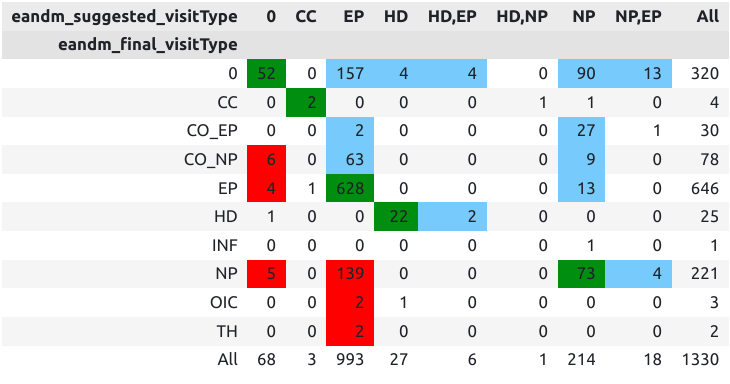 eandm_suggested_visitType 0 CC EP HD HD,EP HD,NP NP NP,EP All
eandm_final_visitType
0 52 0 157 4 4 0 90 13 320
CC 0 2 0 0 0 1 1 0 4
CO_EP 0 0 2 0 0 0 27 1 30
CO_NP 6 0 63 0 0 0 9 0 78
EP 4 1 628 0 0 0 13 0 646
HD 1 0 0 22 2 0 0 0 25
INF 0 0 0 0 0 0 1 0 1
NP 5 0 139 0 0 0 73 4 221
OIC 0 0 2 1 0 0 0 0 3
TH 0 0 2 0 0 0 0 0 2
All 68 3 993 27 6 1 214 18 1330